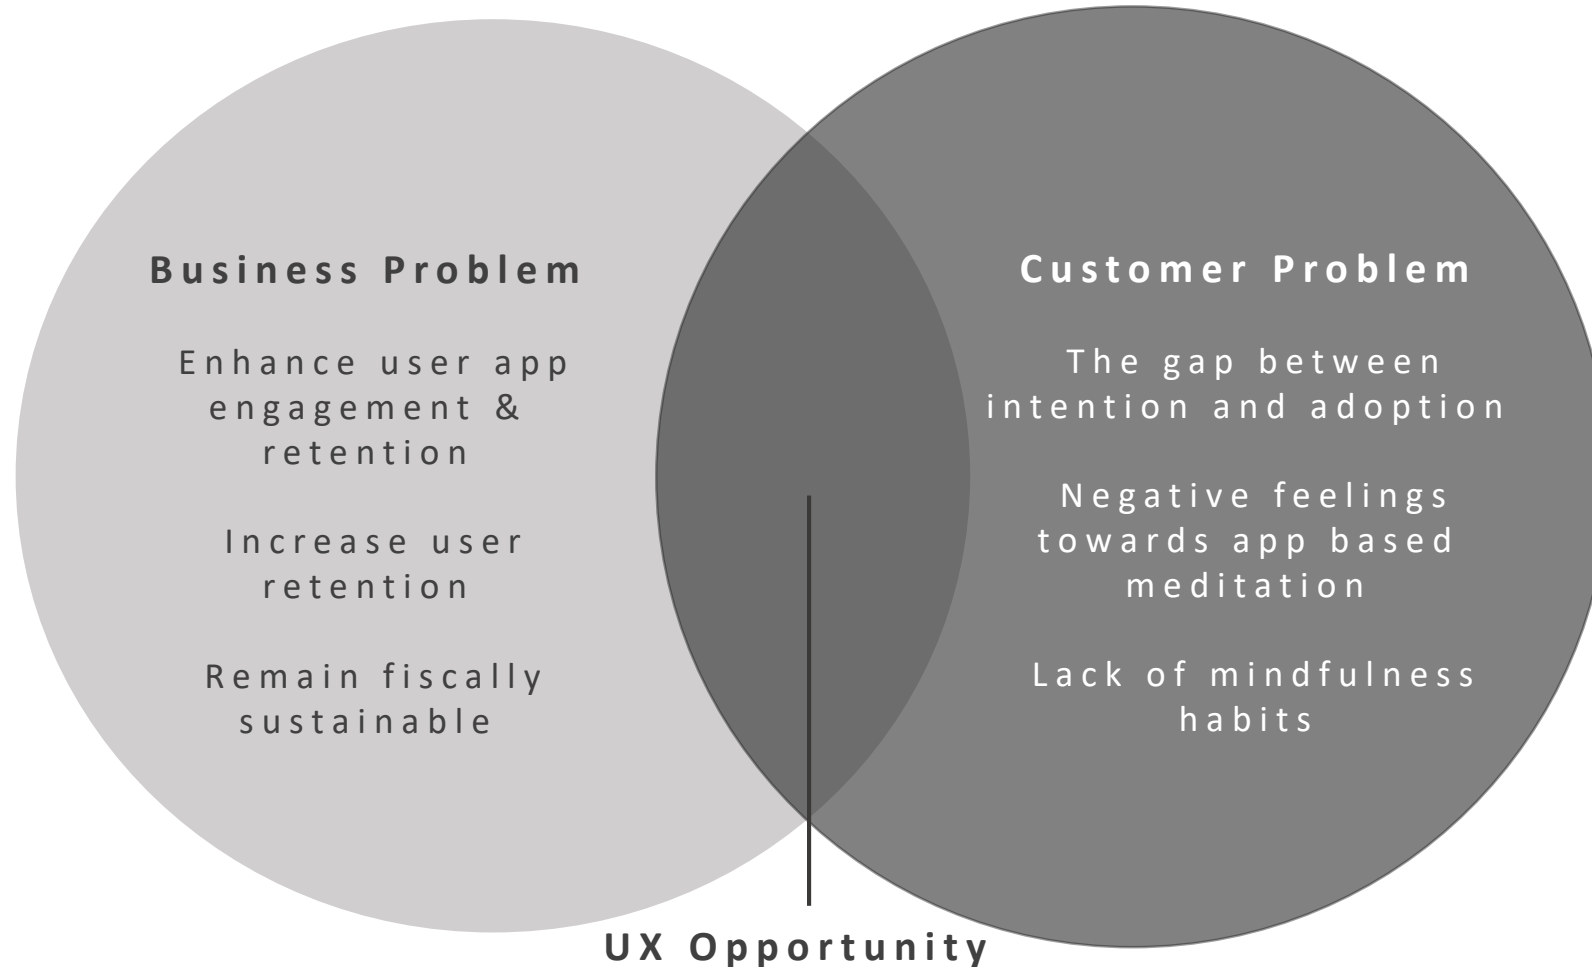 Business Problem
Enhance user app
engagement &
retention
Increase user
retention
Remain fiscally
sustainable
Customer Problem
The gap between
intention and adoption
Negative feelings
towards app based
meditation
Lack of mindfulness
habits
UX Opportunity